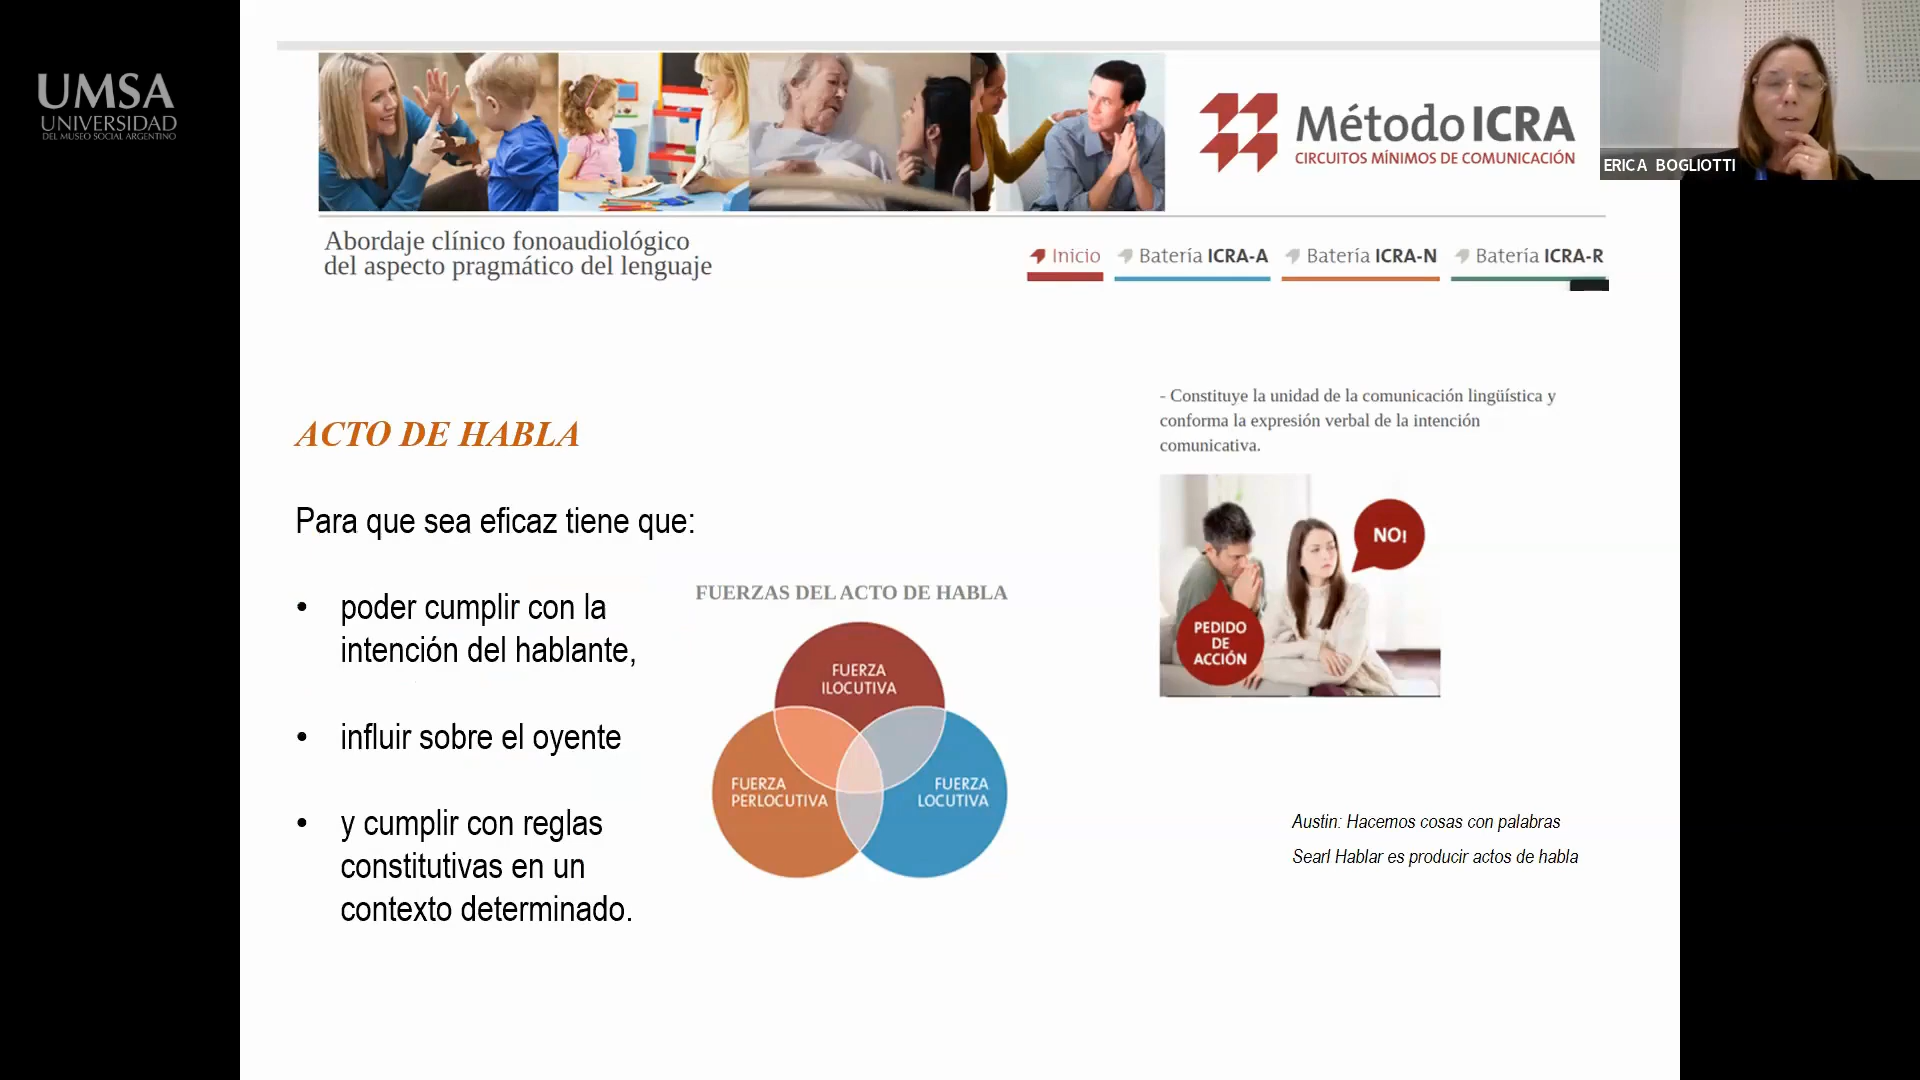 UMSA
UNIVERSIDAD
DEL MUSEO SOCIAL ARGENTINO
Método ICRA
CIRCUITOS MÍNIMOS DE COMUNICACIÓN
ERICA BOGLIOTTI
Abordaje clínico fonoaudiológico
del aspecto pragmático del lenguaje
Inicio Batería ICRA-A Batería ICRA-N Batería ICRA-R
ACTO DE HABLA
Para que sea eficaz tiene que:
• poder cumplir con la
intención del hablante,
• influir sobre el oyente
• y cumplir con reglas
constitutivas en un
contexto determinado.
FUERZAS DEL ACTO DE HABLA
FUERZA
ILOCUTIVA
FUERZA
PERLOCUTIVA
FUERZA
LOCUTIVA
- Constituye la unidad de la comunicación lingüística y
conforma la expresión verbal de la intención
comunicativa.
NO!
PEDIDO
DE
ACCIÓN
Austin: Hacemos cosas con palabras
Searl Hablar es producir actos de habla